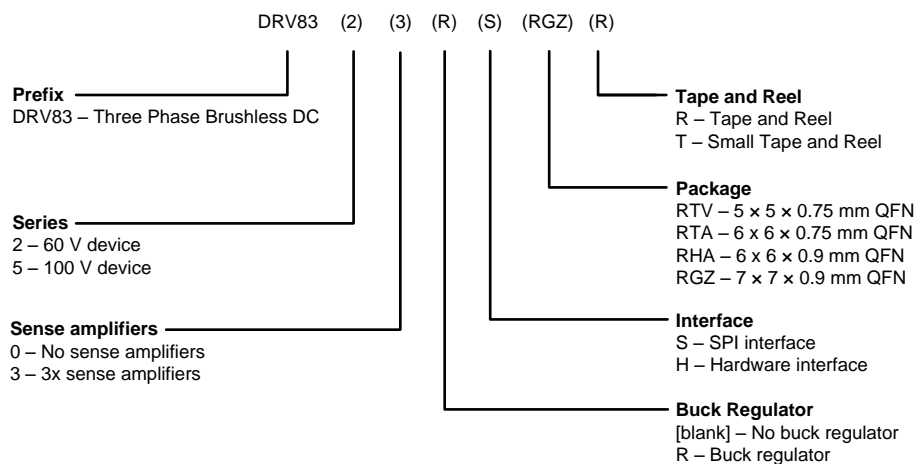 DRV83 (2) (3) (R) (S) (RGZ) (R)
Prefix
DRV83 – Three Phase Brushless DC
Series
2 – 60 V device
5 – 100 V device
Sense amplifiers
0 – No sense amplifiers
3 – 3x sense amplifiers
Tape and Reel
R – Tape and Reel
T – Small Tape and Reel
Package
RTV – 5 × 5 × 0.75 mm QFN
RTA – 6 x 6 × 0.75 mm QFN
RHA – 6 x 6 × 0.9 mm QFN
RGZ – 7 × 7 × 0.9 mm QFN
Interface
S – SPI interface
H – Hardware interface
Buck Regulator
[blank] – No buck regulator
R – Buck regulator